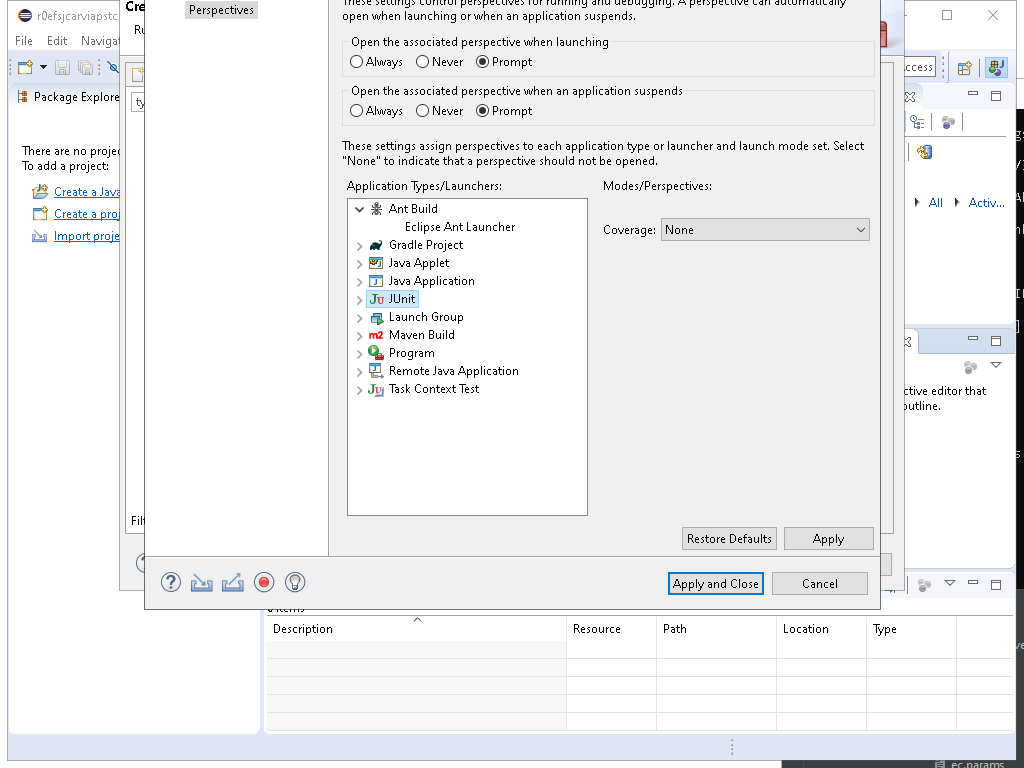 r0efsjcarviapstc
File Edit Naviga
Package Explore
There are no projec
To add a project:
Create a Java
Create a proj
Import proje
Cre
Ru
ty
Filt
Perspectives
These settings control perspectives for running and debugging. A perspective can automatically
open when launching or when an application suspends.
Open the associated perspective when launching
Always Never Prompt
Open the associated perspective when an application suspends
Always Never Prompt
These settings assign perspectives to each application type or launcher and launch mode set. Select
"None" to indicate that a perspective should not be opened.
Application Types/Launchers:
Modes/Perspectives:
Ant Build
Eclipse Ant Launcher
Gradle Project
Java Applet
Java Application
JUnit
Launch Group
Maven Build
Program
Remote Java Application
Task Context Test
Coverage: None
Restore Defaults Apply
Apply and Close Cancel
ccess
All Activ...
ctive editor that
outline.
Description Resource Path Location Type
ec.params